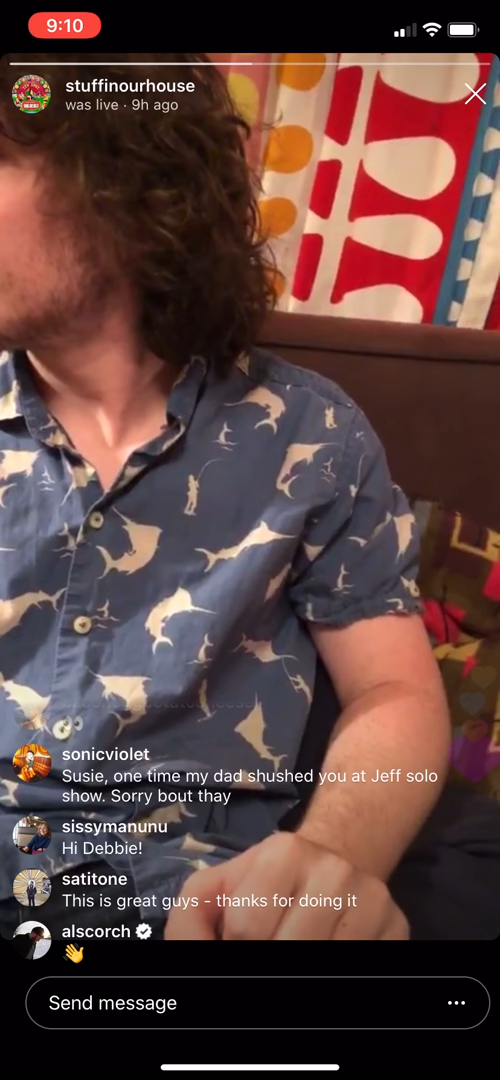 9:10
stuffinourhouse
was live · 9h ago
sonicviolet
Susie, one time my dad shushed you at Jeff solo
show. Sorry bout thay
sissymanunu
Hi Debbie!
satitone
This is great guys - thanks for doing it
alscorch
👋
Send message